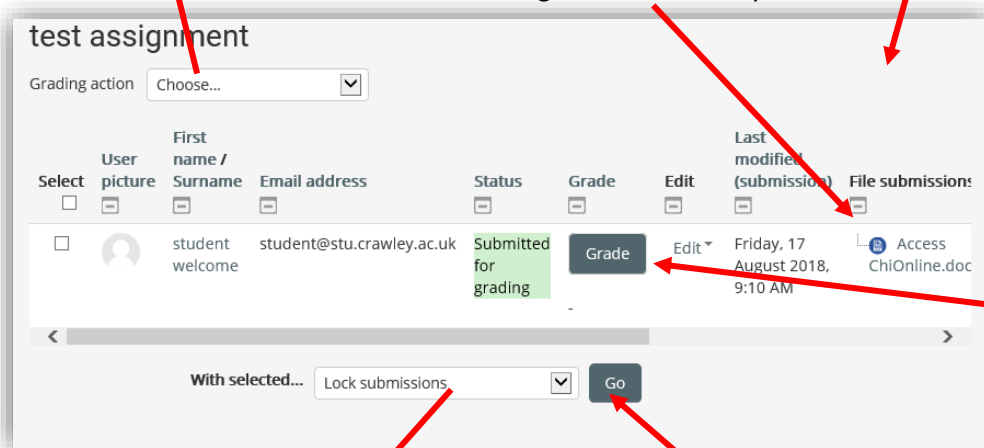 test assignment
Grading action Choose...
Select User picture First name / Surname Email address Status Grade Edit Last modified (submission) File submissions
student welcome student@stu.crawley.ac.uk Submitted for grading Grade Edit Friday, 17 August 2018, 9:10 AM Access ChiOnline.doc
-
With selected... Lock submissions Go